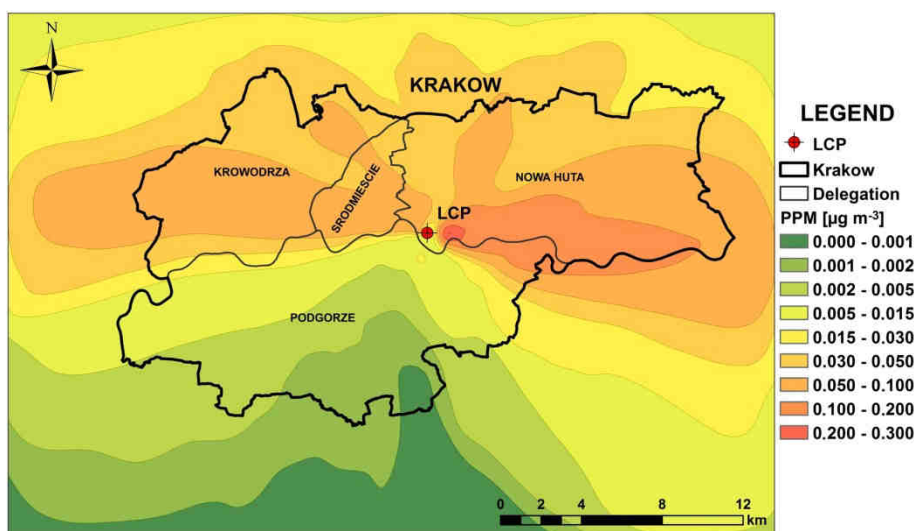 N
KRAKOW
KROWODRZA
SRODMIESCIE
NOWA HUTA
LCP
PODGORZE
0 2 4 8 12
km
LEGEND
LCP
Krakow
Delegation
PPM [µg m⁻³]
0.000 - 0.001
0.001 - 0.002
0.002 - 0.005
0.005 - 0.015
0.015 - 0.030
0.030 - 0.050
0.050 - 0.100
0.100 - 0.200
0.200 - 0.300